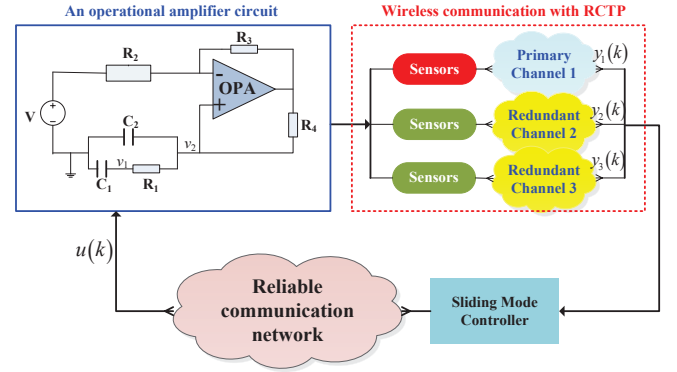 An operational amplifier circuit
Wireless communication with RCTP
R3
R2
OPA
V
C2
v2
R4
v1
C1
R1
Sensors
Primary
Channel 1
y1(k)
Sensors
Redundant
Channel 2
y2(k)
Sensors
Redundant
Channel 3
y3(k)
u(k)
Reliable
communication
network
Sliding Mode
Controller